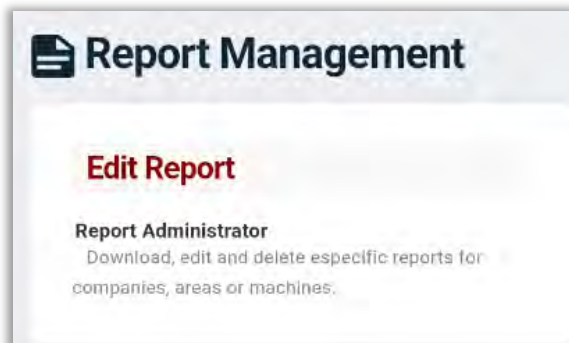 Report Management
Edit Report
Report Administrator
Download, edit and delete especific reports for
companies, areas or machines.